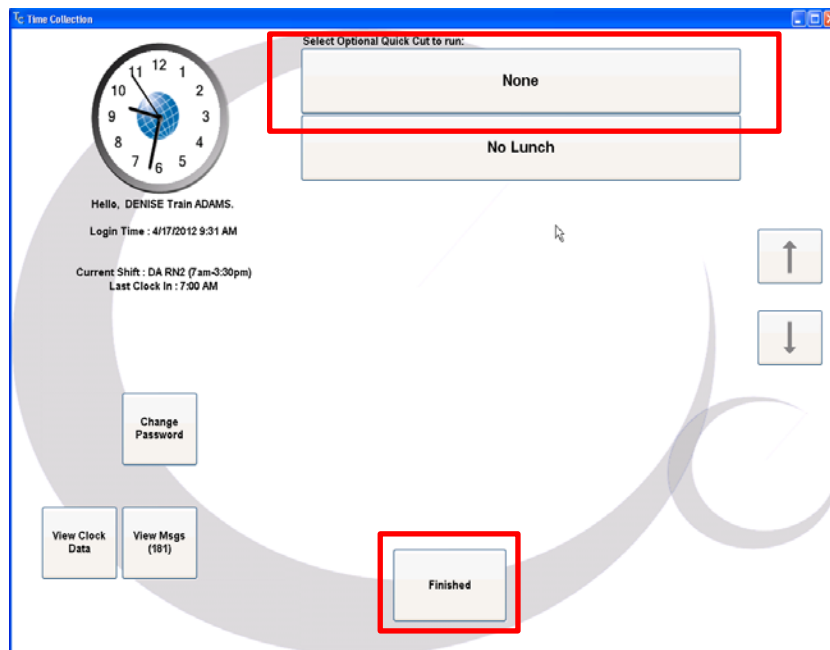 Tc Time Collection
Select Optional Quick Cut to run:
None
No Lunch
12
11
1
10
2
9
3
8
4
7
5
6
Hello, DENISE Train ADAMS.
Login Time : 4/17/2012 9:31 AM
Current Shift : DA RN2 (7am-3:30pm)
Last Clock In : 7:00 AM
Change
Password
View Clock
Data
View Msgs
(181)
Finished